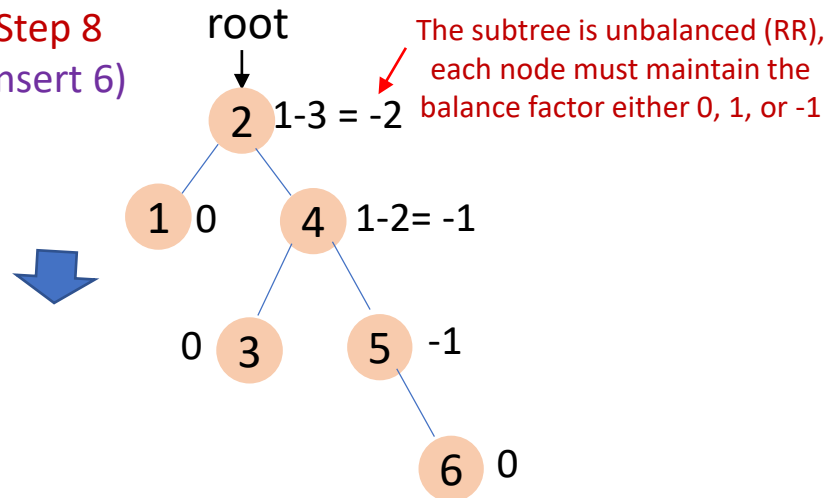 Step 8
nsert 6)
root
The subtree is unbalanced (RR),
each node must maintain the
balance factor either 0, 1, or -1
2 1-3 = -2
1 0
4 1-2= -1
0 3
5 -1
6 0